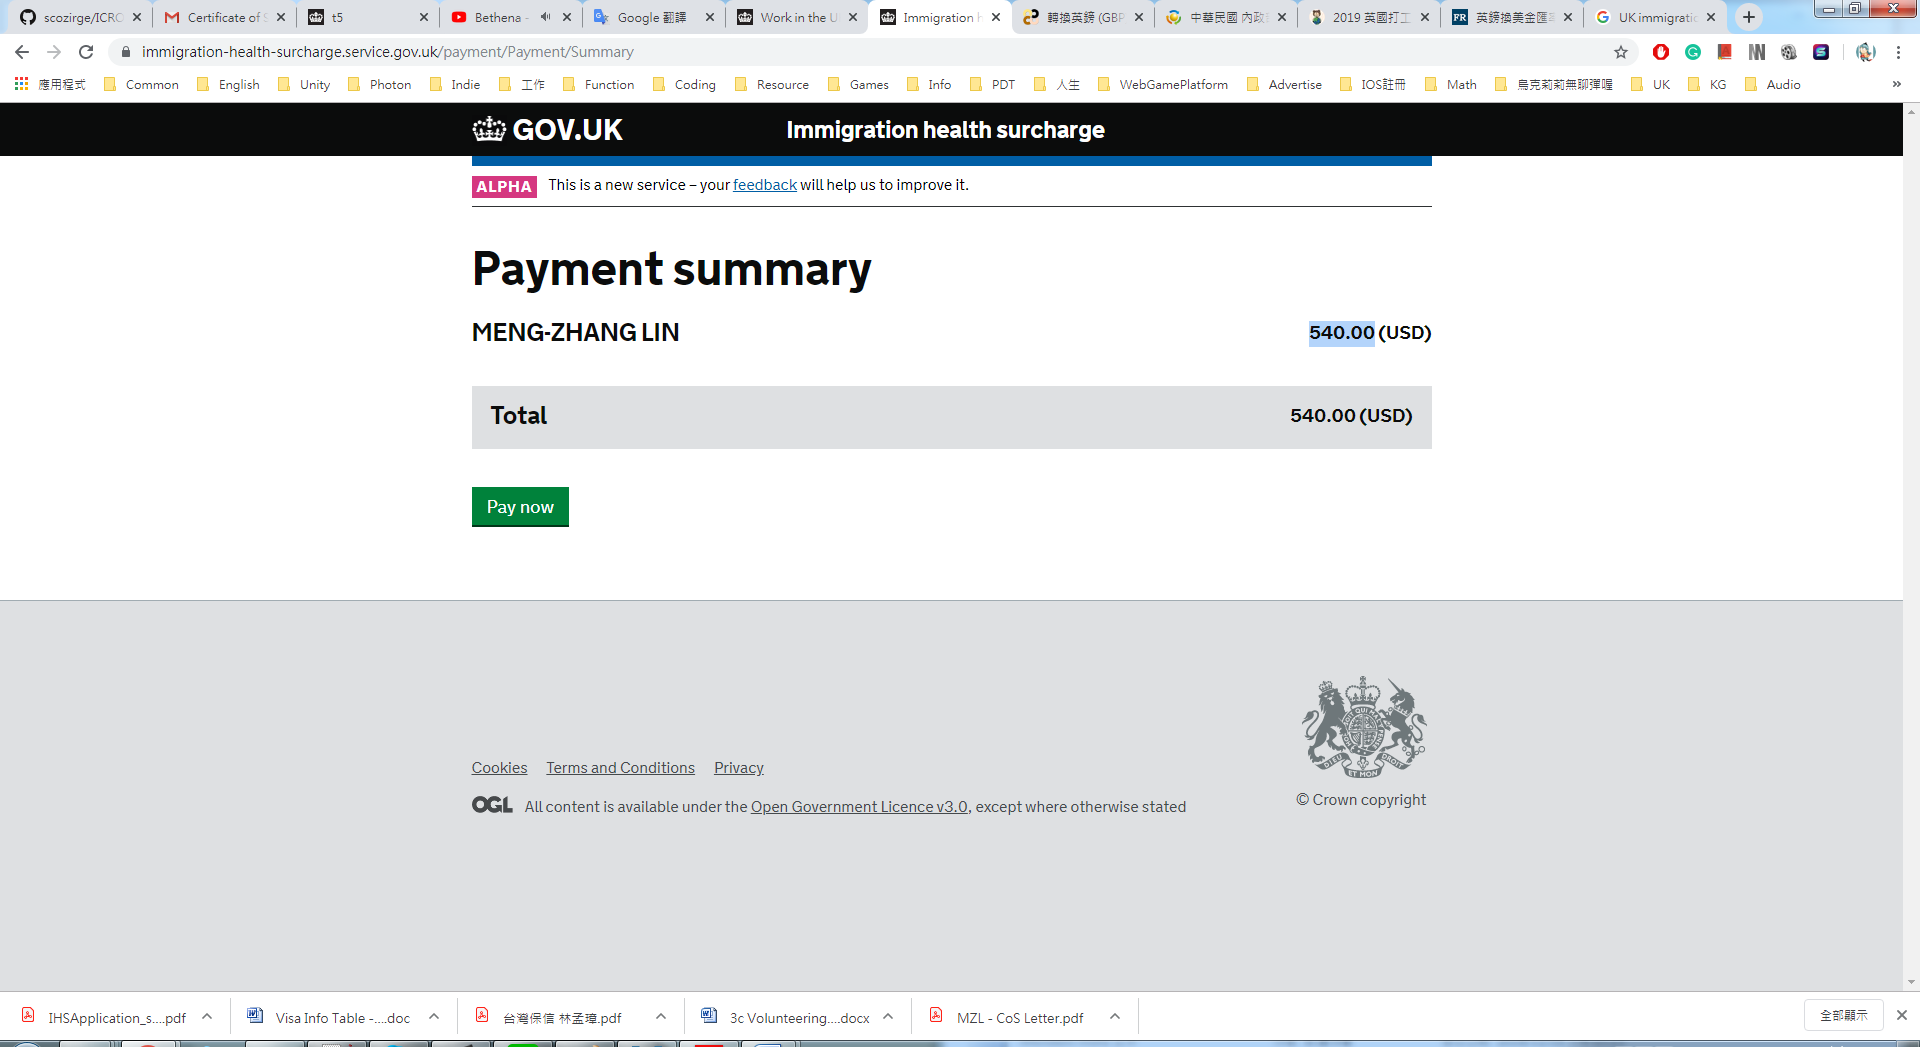 scozirge/ICRC
Certificate of S
t5
Bethena -
Google 翻譯
Work in the U
Immigration h
轉換英鎊 (GBP
中華民國 內政
2019 英國打工
英鎊換美金匯
UK immigratio
immigration-health-surcharge.service.gov.uk/payment/Payment/Summary
應用程式 Common English Unity Photon Indie 工作 Function Coding Resource Games Info PDT 人生 WebGamePlatform Advertise IOS註冊 Math 烏克莉莉無聊彈喔 UK KG Audio »
GOV.UK
Immigration health surcharge
ALPHA This is a new service – your feedback will help us to improve it.
Payment summary
MENG-ZHANG LIN 540.00 (USD)
Total 540.00 (USD)
Pay now
Cookies Terms and Conditions Privacy
OGL All content is available under the Open Government Licence v3.0, except where otherwise stated
DIEU ET MON DROIT
© Crown copyright
IHSApplication_s....pdf
Visa Info Table -....doc
台灣保信 林孟璋.pdf
3c Volunteering....docx
MZL - CoS Letter.pdf
全部顯示